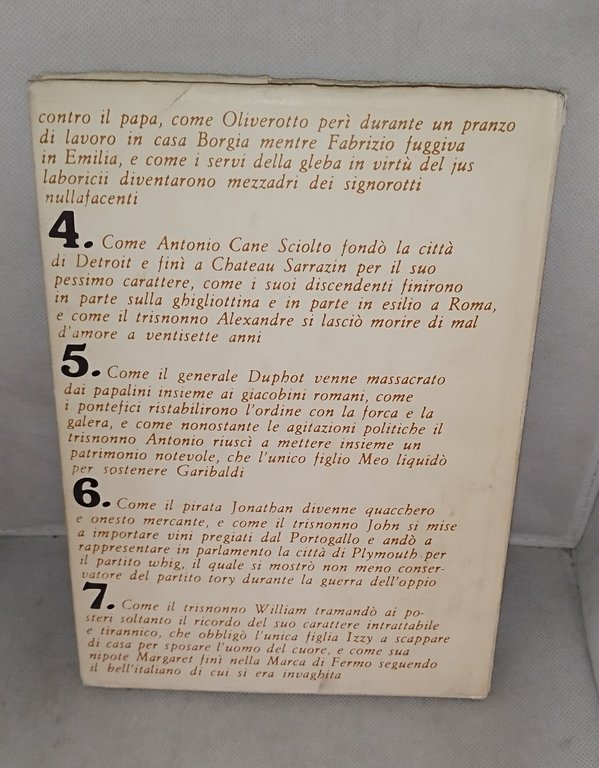 contro il papa, come Oliverotto perì durante un pranzo
di lavoro in casa Borgia mentre Fabrizio fuggiva
in Emilia, e come i servi della gleba in virtù del jus
laboricii diventarono mezzadri dei signorotti
nullafacenti
4. Come Antonio Cane Sciolto fondò la città
di Detroit e finì a Chateau Sarrazin per il suo
pessimo carattere, come i suoi discendenti finirono
in parte sulla ghigliottina e in parte in esilio a Roma,
e come il trisnonno Alexandre si lasciò morire di mal
d'amore a ventisette anni
5. Come il generale Duphot venne massacrato
dai papalini insieme ai giacobini romani, come
i pontefici ristabilirono l'ordine con la forca e la
galera, e come nonostante le agitazioni politiche il
trisnonno Antonio riuscì a mettere insieme un
patrimonio notevole, che l'unico figlio Meo liquidò
per sostenere Garibaldi
6. Come il pirata Jonathan divenne quacchero
e onesto mercante, e come il trisnonno John si mise
a importare vini pregiati dal Portogallo e andò a
rappresentare in parlamento la città di Plymouth per
il partito whig, il quale si mostrò non meno conser-
vatore del partito tory durante la guerra dell'oppio
7. Come il trisnonno William tramandò ai po-
steri soltanto il ricordo del suo carattere intrattabile
e tirannico, che obbligò l'unica figlia Izzy a scappare
di casa per sposare l'uomo del cuore, e come sua
nipote Margaret finì nella Marca di Fermo seguendo
il bell'italiano di cui si era invaghita